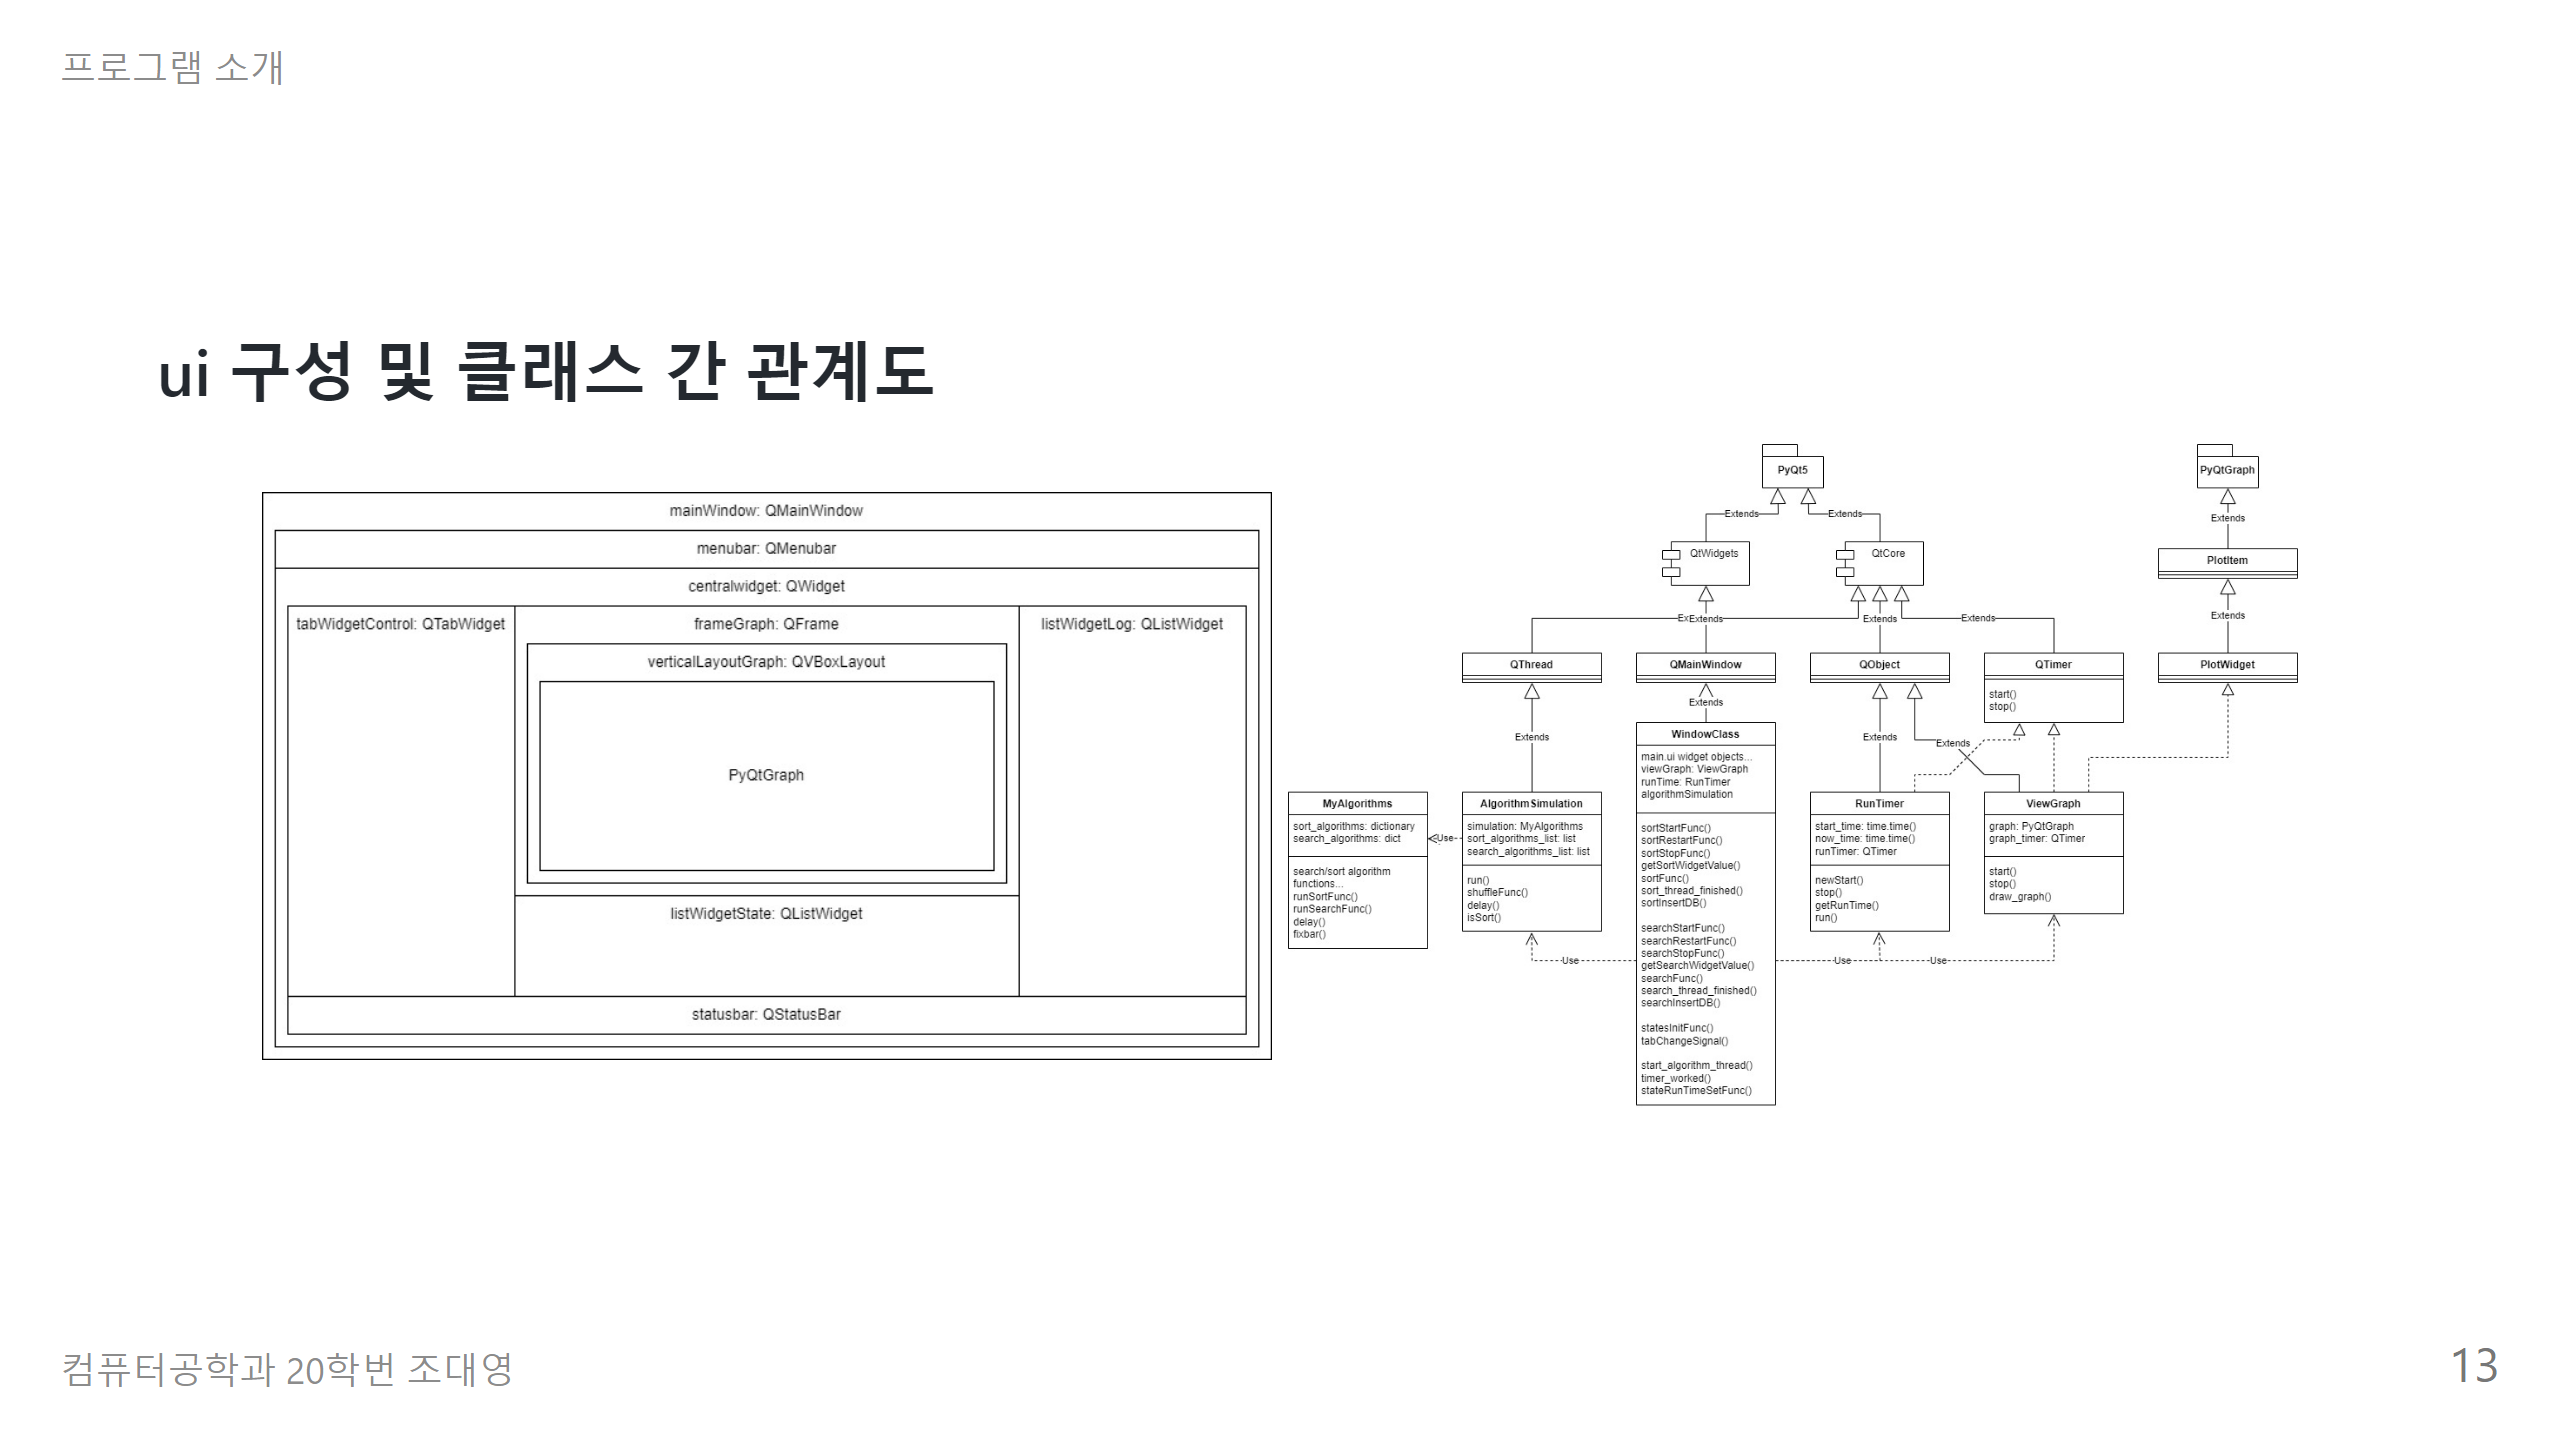 프로그램 소개
ui 구성 및 클래스 간 관계도
mainWindow: QMainWindow
menubar: QMenubar
centralwidget: QWidget
tabWidgetControl: QTabWidget
frameGraph: QFrame
listWidgetLog: QListWidget
verticalLayoutGraph: QVBoxLayout
PyQtGraph
listWidgetState: QListWidget
statusbar: QStatusBar
PyQt5
PyQtGraph
Extends
Extends
Extends
QtWidgets
QtCore
PlotItem
Ex
Extends
Extends
Extends
Extends
QThread
QMainWindow
QObject
QTimer
start()
stop()
PlotWidget
Extends
Extends
Extends
Extends
MyAlgorithms
sort_algorithms: dictionary
search_algorithms: dict
search/sort algorithm
functions...
runSortFunc()
runSearchFunc()
delay()
fixbar()
Use
AlgorithmSimulation
simulation: MyAlgorithms
sort_algorithms_list: list
search_algorithms_list: list
run()
shuffleFunc()
delay()
isSort()
Use
WindowClass
main.ui widget objects...
viewGraph: ViewGraph
runTime: RunTimer
algorithmSimulation
sortStartFunc()
sortRestartFunc()
sortStopFunc()
getSortWidgetValue()
sortFunc()
sort_thread_finished()
sortInsertDB()
searchStartFunc()
searchRestartFunc()
searchStopFunc()
getSearchWidgetValue()
searchFunc()
search_thread_finished()
searchInsertDB()
statesInitFunc()
tabChangeSignal()
start_algorithm_thread()
timer_worked()
stateRunTimeSetFunc()
RunTimer
start_time: time.time()
now_time: time.time()
runTimer: QTimer
newStart()
stop()
getRunTime()
run()
Use
Use
ViewGraph
graph: PyQtGraph
graph_timer: QTimer
start()
stop()
draw_graph()
컴퓨터공학과 20학번 조대영
13